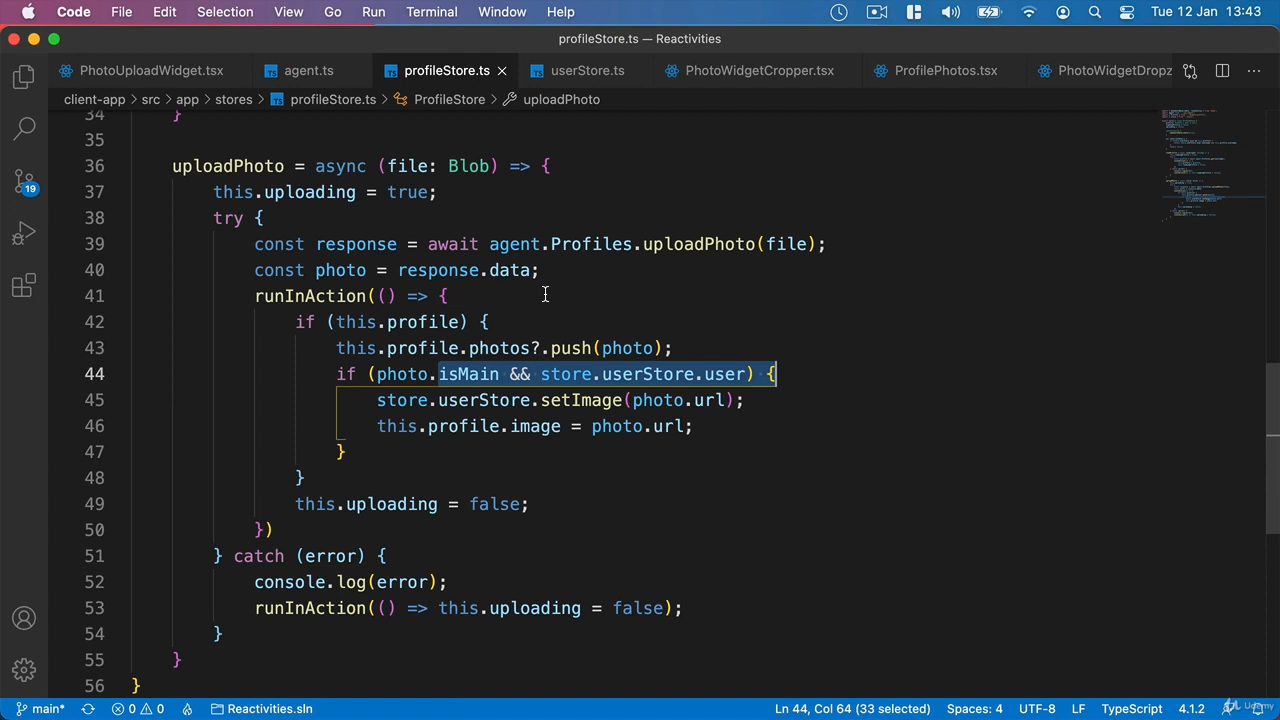 Code File Edit Selection View Go Run Terminal Window Help Tue 12 Jan 13:43
profileStore.ts — Reactivities
PhotoUploadWidget.tsx TS agent.ts TS profileStore.ts TS userStore.ts PhotoWidgetCropper.tsx ProfilePhotos.tsx PhotoWidgetDropz
client-app > src > app > stores > TS profileStore.ts > ProfileStore > uploadPhoto
34 }
35
36 uploadPhoto = async (file: Blob) => {
37 this.uploading = true;
38 try {
39 const response = await agent.Profiles.uploadPhoto(file);
40 const photo = response.data;
41 runInAction(() => {
42 if (this.profile) {
43 this.profile.photos?.push(photo);
44 if (photo.isMain && store.userStore.user) {
45 store.userStore.setImage(photo.url);
46 this.profile.image = photo.url;
47 }
48 }
49 this.uploading = false;
50 })
51 } catch (error) {
52 console.log(error);
53 runInAction(() => this.uploading = false);
54 }
55 }
56 }
19
main* 0 0 Reactivities.sln Ln 44, Col 64 (33 selected) Spaces: 4 UTF-8 LF TypeScript 4.1.2
Udemy